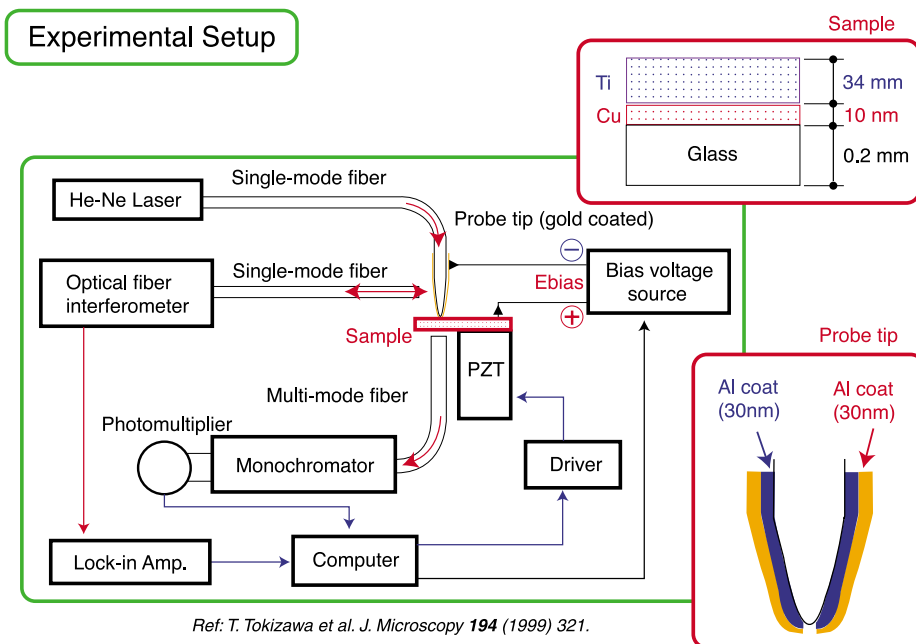 Experimental Setup
Sample
Ti
34 mm
Cu
10 nm
Glass
0.2 mm
Single-mode fiber
He-Ne Laser
Probe tip (gold coated)
Optical fiber
interferometer
Single-mode fiber
−
Ebias
+
Bias voltage
source
Sample
PZT
Probe tip
Multi-mode fiber
Al coat
(30nm)
Al coat
(30nm)
Photomultiplier
Monochromator
Driver
Lock-in Amp.
Computer
Ref: T. Tokizawa et al. J. Microscopy 194 (1999) 321.